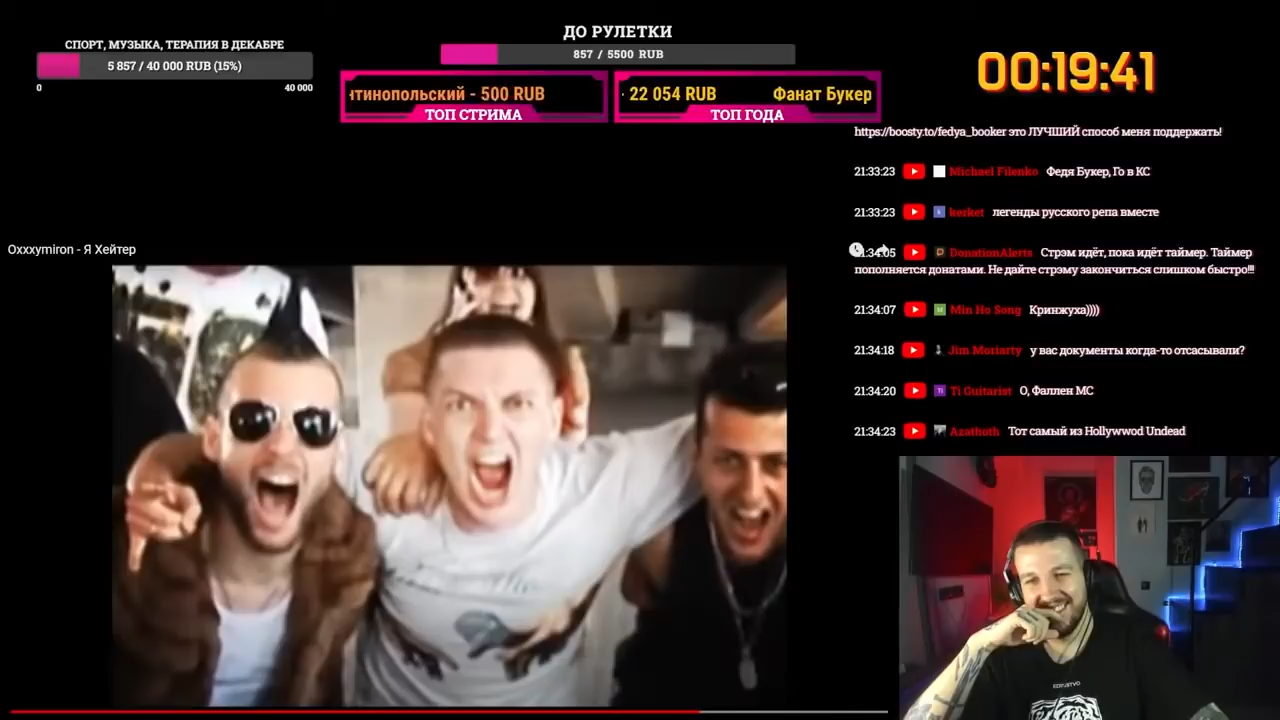 СПОРТ, МУЗЫКА, ТЕРАПИЯ В ДЕКАБРЕ
5 857 / 40 000 RUB (15%)
0
40 000
ДО РУЛЕТКИ
857 / 5500 RUB
нтинопольский - 500 RUB
ТОП СТРИМА
22 054 RUB
Фанат Букер
ТОП ГОДА
00:19:41
https://boosty.to/fedya_booker это ЛУЧШИЙ способ меня поддержать!
21:33:23 Michael Filenko Федя Букер, Го в КС
21:33:23 kerket легенды русского репа вместе
21:34:05 DonationAlerts Стрэм идёт, пока идёт таймер. Таймер
пополняется донатами. Не дайте стрэму закончиться слишком быстро!!!
21:34:07 Min Ho Song Кринжуха))))
21:34:18 Jim Moriarty у вас документы когда-то отсасывали?
21:34:20 Ti Guitarist О, Фаллен МС
21:34:23 Azathoth Тот самый из Hollywwod Undead
Oxxxymiron - Я Хейтер